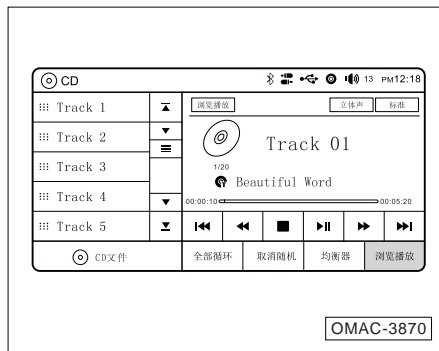 CD 13 PM12:18
Track 1
Track 2
Track 3
Track 4
Track 5
CD文件
浏览播放 立体声 标准
Track 01
1/20
Beautiful Word
00:00:10 00:05:20
全部循环 取消随机 均衡器 浏览播放
OMAC-3870